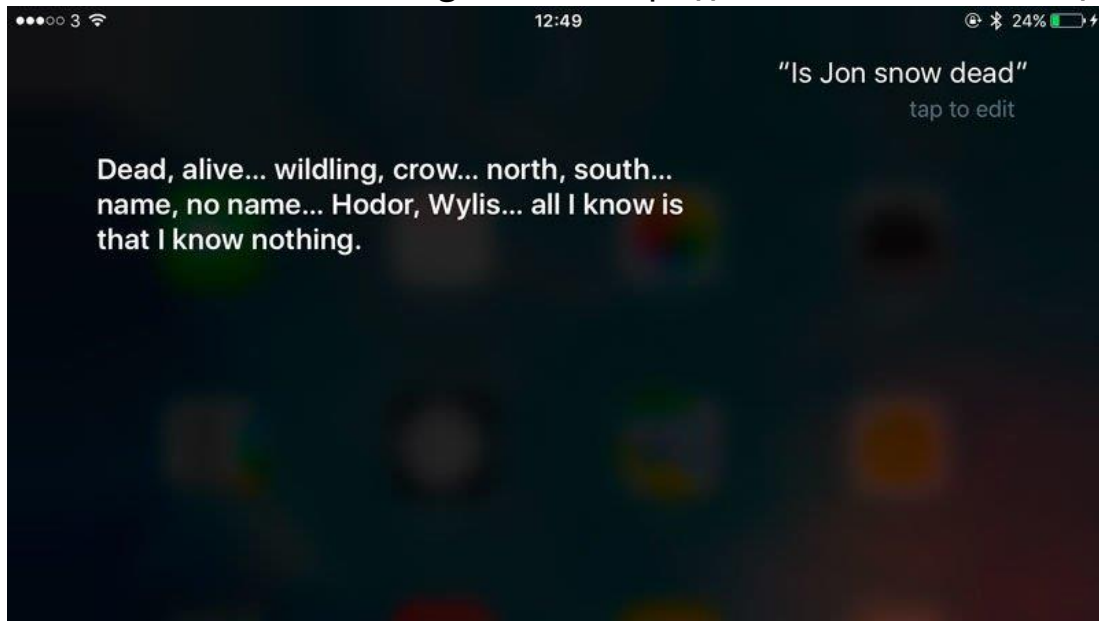 ●●●○○ 3 12:49 24%
“Is Jon snow dead”
tap to edit
Dead, alive... wildling, crow... north, south...
name, no name... Hodor, Wylis... all I know is
that I know nothing.